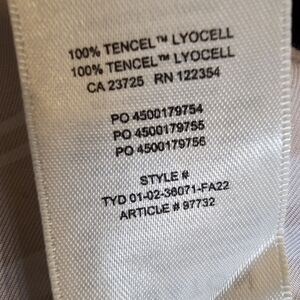 100% TENCEL™ LYOCELL
100% TENCEL™ LYOCELL
CA 23725 RN 122354
PO 4500179754
PO 4500179755
PO 4500179756
STYLE #
TYD 01-02-36071-FA22
ARTICLE # 97732